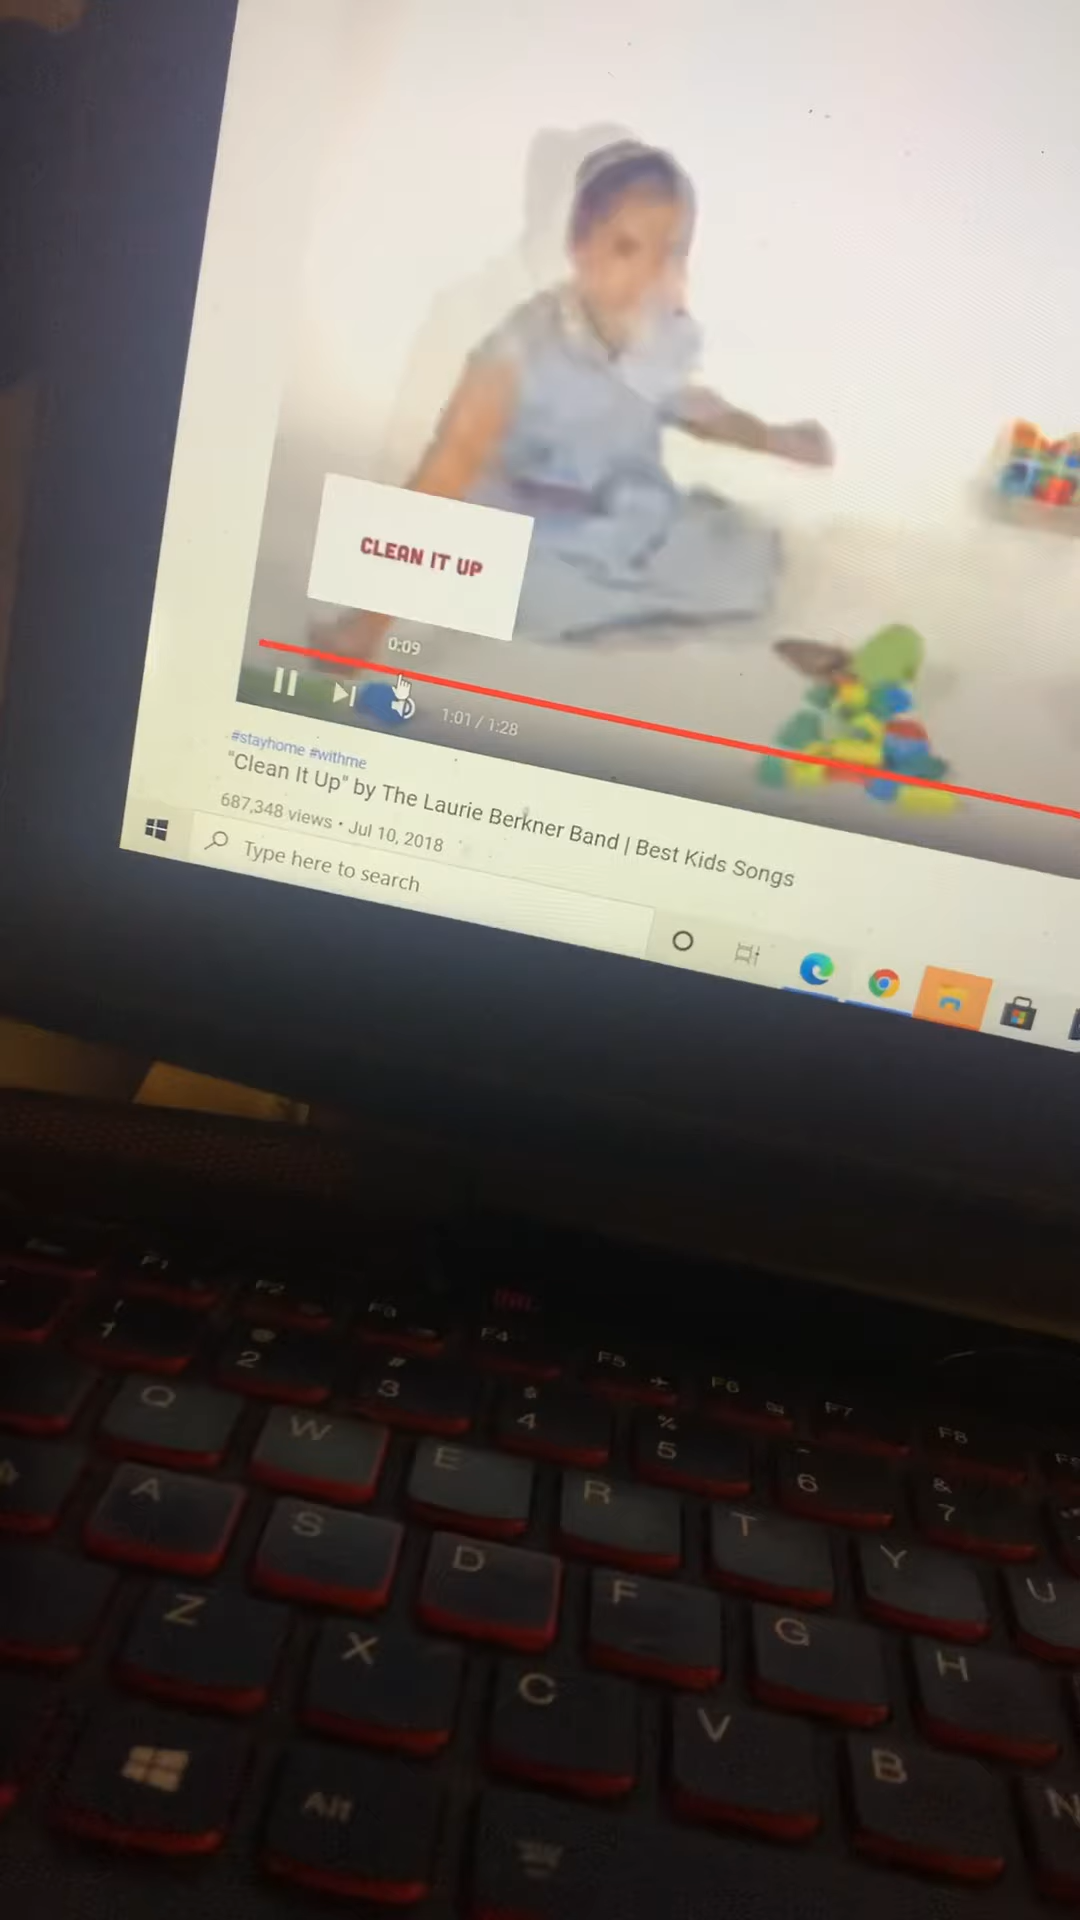 CLEAN IT UP
0:09
1:01 / 1:28
#stayhome #withme
"Clean It Up" by The Laurie Berkner Band | Best Kids Songs
687,348 views • Jul 10, 2018
Type here to search
F1 F2 F3 F4 F5 F6 F7 F8
! # $ % &
1 2 3 4 5 6 7
Q W E R T Y U
A S D F G H
Z X C V B N
Alt